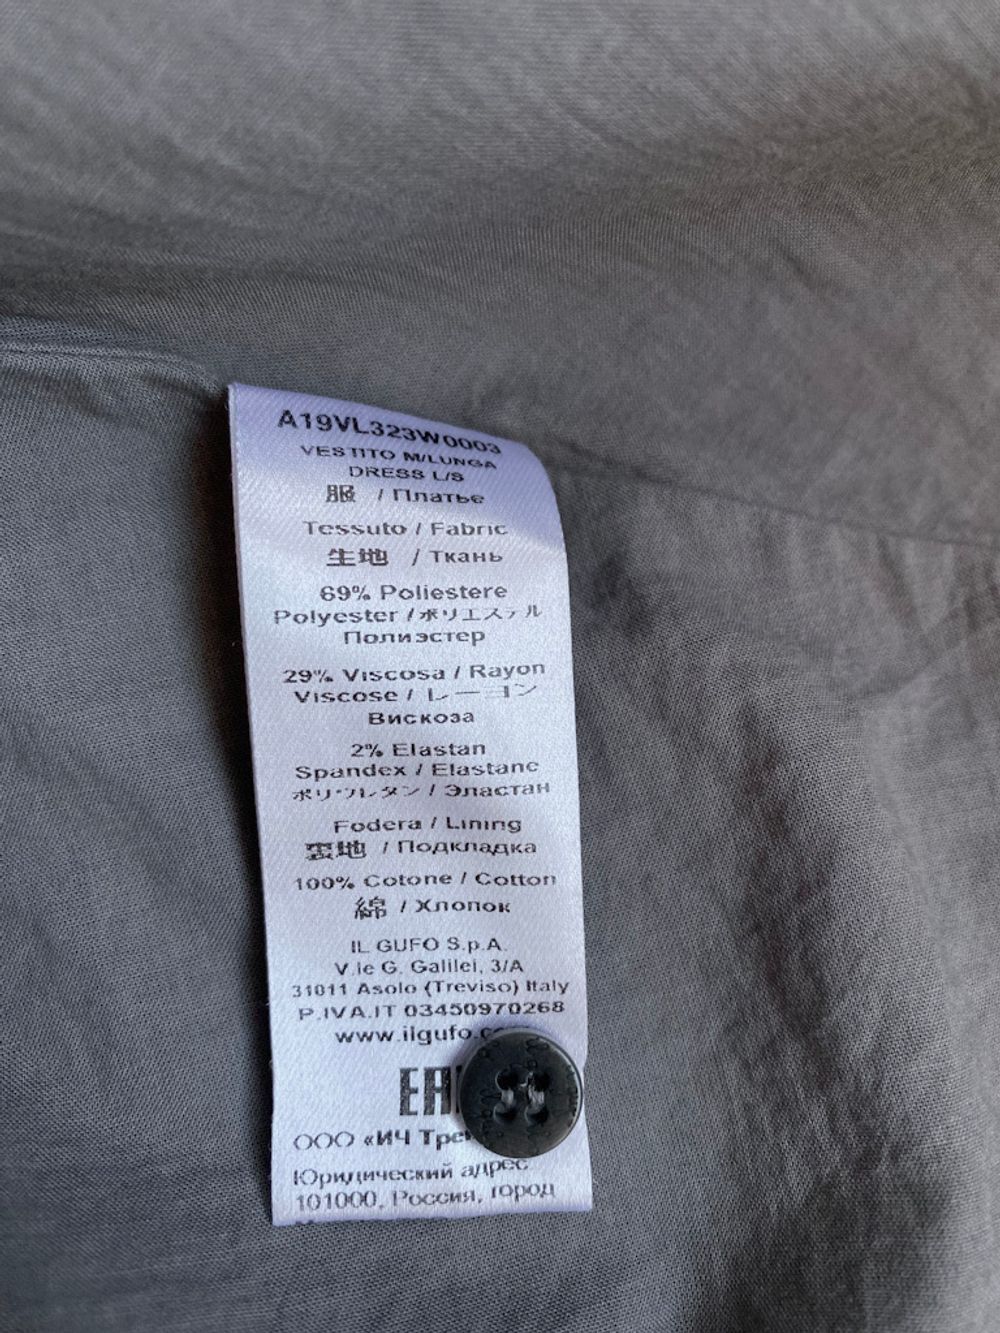 A19VL323W0003
VESTITO M/LUNGA
DRESS L/S
服 / Платье
Tessuto / Fabric
生地 / Ткань
69% Poliestere
Polyester / ポリエステル
Полиэстер
29% Viscosa / Rayon
Viscose / レーヨン
Вискоза
2% Elastan
Spandex / Elastane
ポリウレタン / Эластан
Fodera / Lining
裏地 / Подкладка
100% Cotone / Cotton
綿 / Хлопок
IL GUFO S.p.A.
V.le G. Galilei, 3/A
31011 Asolo (Treviso) Italy
P.IVA.IT 03450970268
www.ilgufo.c
ООО «ИЧ Тре
Юридический адрес
101000, Россия, город